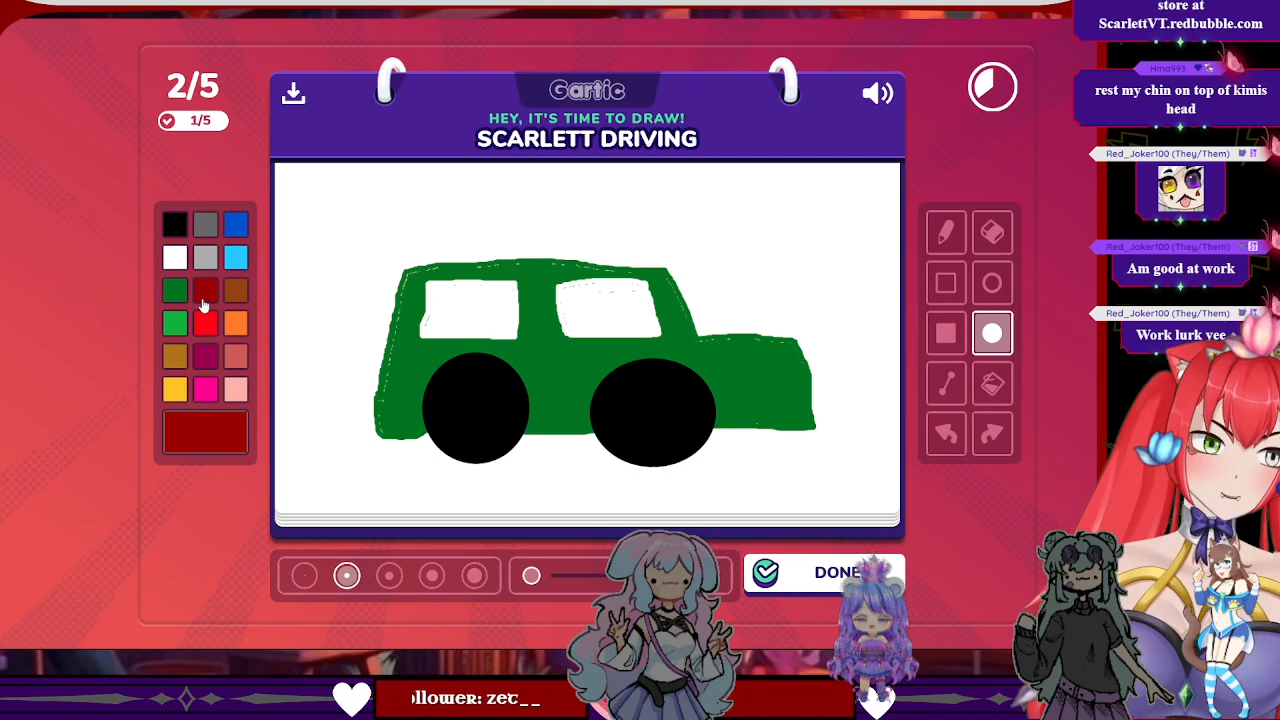 store at
ScarlettVT.redbubble.com
Hma993
rest my chin on top of kimis
head
Red_Joker100 (They/Them)
Red_Joker100 (They/Them)
Am good at work
Red_Joker100 (They/Them)
Work lurk yee
2/5
1/5
Gartic
HEY, IT'S TIME TO DRAW!
SCARLETT DRIVING
DONE
ollower: zet__